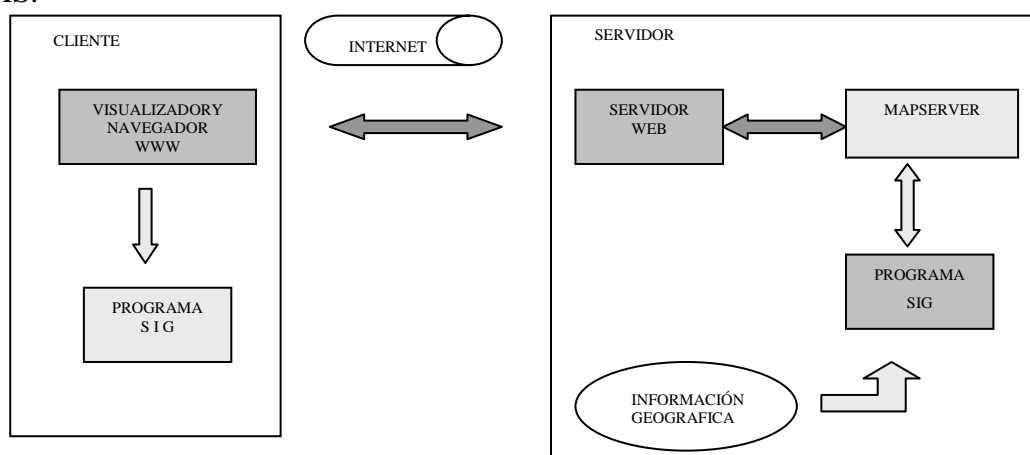 CLIENTE
INTERNET
SERVIDOR
VISUALIZADORY
NAVEGADOR
WWW
SERVIDOR
WEB
MAPSERVER
PROGRAMA
S I G
PROGRAMA
SIG
INFORMACIÓN
GEOGRAFICA